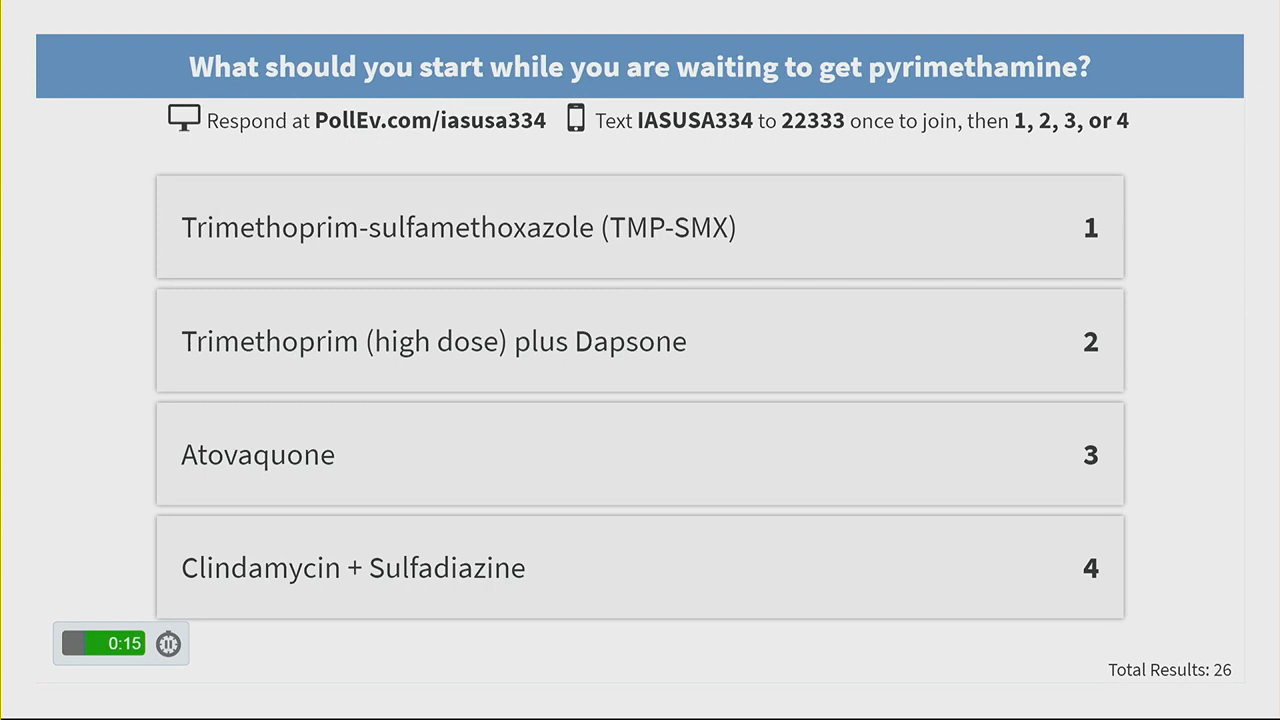 What should you start while you are waiting to get pyrimethamine?
Respond at PollEv.com/iasusa334 Text IASUSA334 to 22333 once to join, then 1, 2, 3, or 4
Trimethoprim-sulfamethoxazole (TMP-SMX) 1
Trimethoprim (high dose) plus Dapsone 2
Atovaquone 3
Clindamycin + Sulfadiazine 4
0:15
Total Results: 26